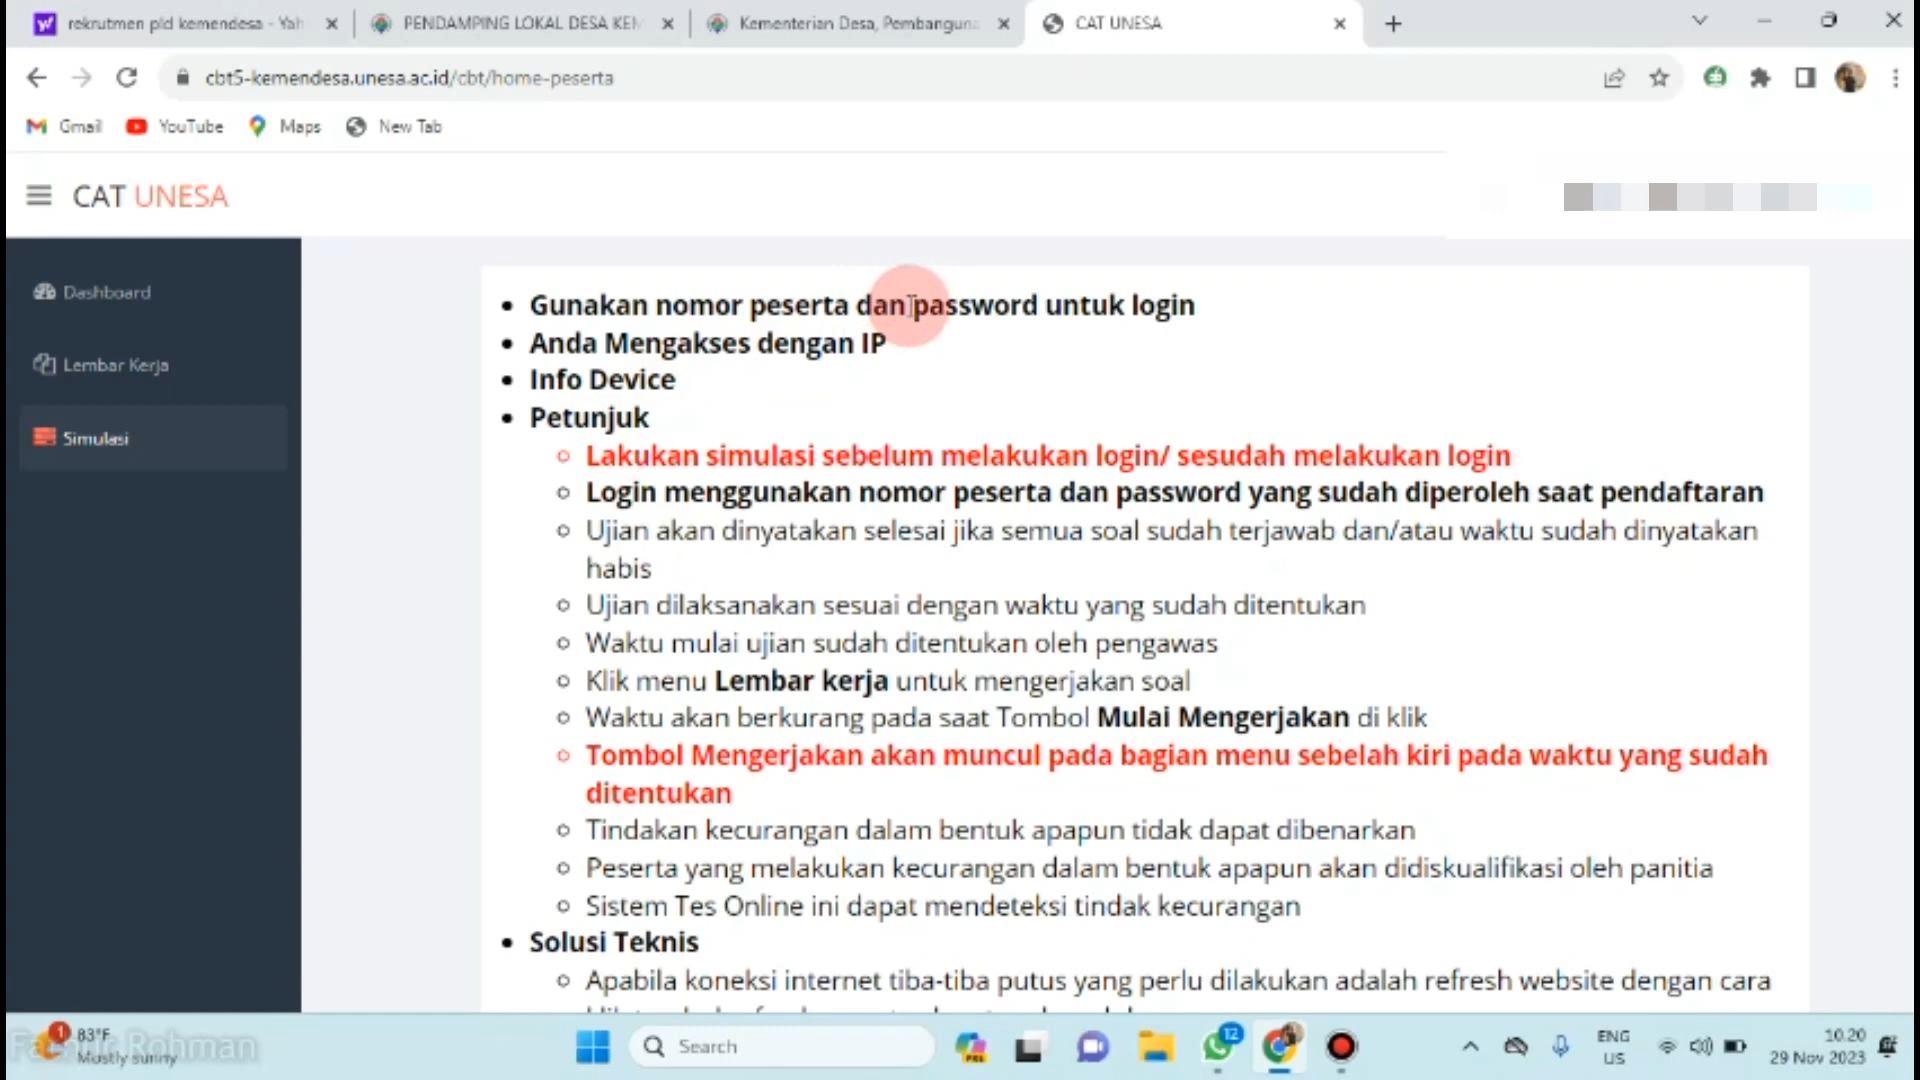 rekrutmen pld kemendesa - Yah
PENDAMPING LOKAL DESA KEM
Kementerian Desa, Pembanguna
CAT UNESA
cbt5-kemendesa.unesa.ac.id/cbt/home-peserta
Gmail
YouTube
Maps
New Tab
CAT UNESA
Dashboard
Lembar Kerja
Simulasi
Gunakan nomor peserta dan password untuk login
Anda Mengakses dengan IP
Info Device
Petunjuk
Lakukan simulasi sebelum melakukan login/ sesudah melakukan login
Login menggunakan nomor peserta dan password yang sudah diperoleh saat pendaftaran
Ujian akan dinyatakan selesai jika semua soal sudah terjawab dan/atau waktu sudah dinyatakan
habis
Ujian dilaksanakan sesuai dengan waktu yang sudah ditentukan
Waktu mulai ujian sudah ditentukan oleh pengawas
Klik menu Lembar kerja untuk mengerjakan soal
Waktu akan berkurang pada saat Tombol Mulai Mengerjakan di klik
Tombol Mengerjakan akan muncul pada bagian menu sebelah kiri pada waktu yang sudah
ditentukan
Tindakan kecurangan dalam bentuk apapun tidak dapat dibenarkan
Peserta yang melakukan kecurangan dalam bentuk apapun akan didiskualifikasi oleh panitia
Sistem Tes Online ini dapat mendeteksi tindak kecurangan
Solusi Teknis
Apabila koneksi internet tiba-tiba putus yang perlu dilakukan adalah refresh website dengan cara
1
83°F
Mostly sunny
Rohman
Search
PRE
12
ENG
US
10.20
29 Nov 2023